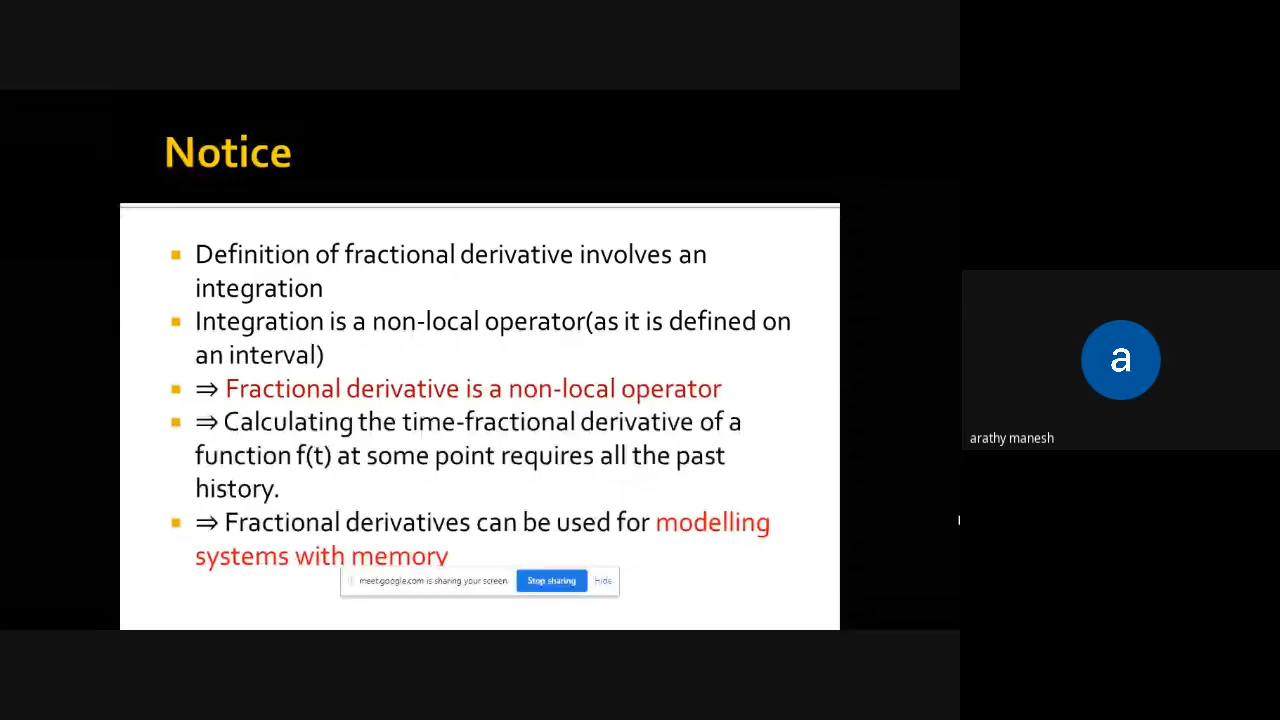 Notice
Definition of fractional derivative involves an
integration
Integration is a non-local operator(as it is defined on
an interval)
⇒ Fractional derivative is a non-local operator
⇒ Calculating the time-fractional derivative of a
function f(t) at some point requires all the past
history.
⇒ Fractional derivatives can be used for modelling
systems with memory
meet.google.com is sharing your screen Stop sharing Hide
a
arathy manesh